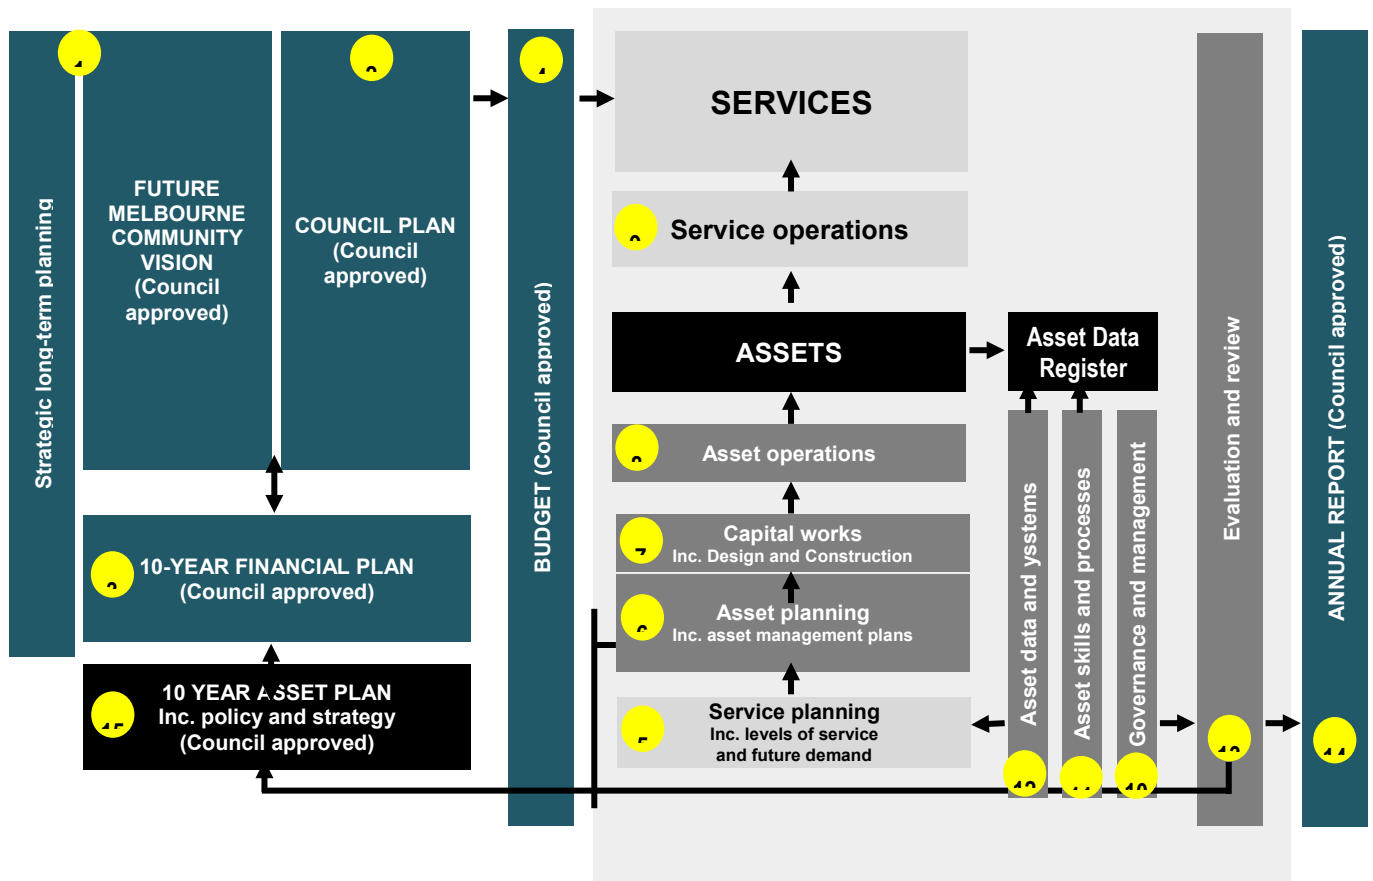 Strategic long-term planning
FUTURE
MELBOURNE
COMMUNITY
VISION
(Council
approved)
COUNCIL PLAN
(Council
approved)
10-YEAR FINANCIAL PLAN
(Council approved)
10 YEAR ASSET PLAN
Inc. policy and strategy
(Council approved)
BUDGET (Council approved)
SERVICES
Service operations
ASSETS
Asset Data
Register
Asset operations
Capital works
Inc. Design and Construction
Asset planning
Inc. asset management plans
Service planning
Inc. levels of service
and future demand
Asset data and ysstems
Asset skills and processes
Governance and management
Evaluation and review
ANNUAL REPORT (Council approved)